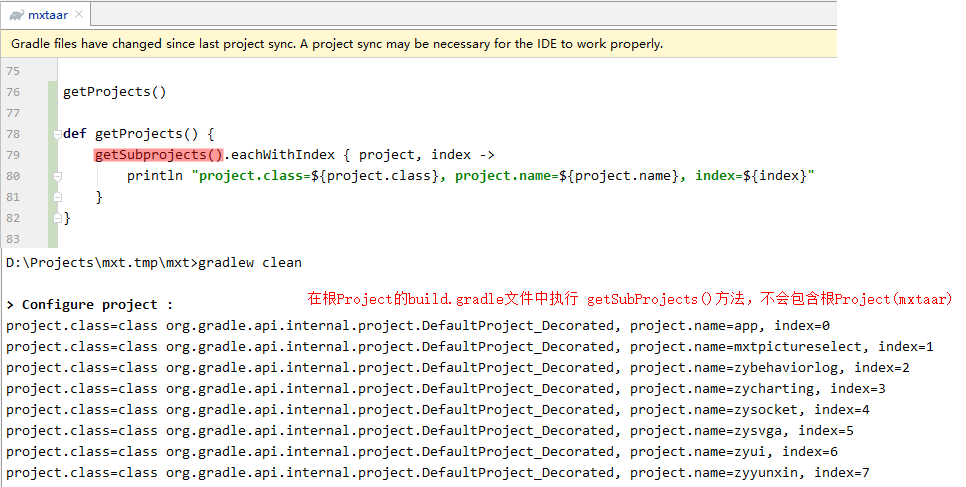 mxtaar
Gradle files have changed since last project sync. A project sync may be necessary for the IDE to work properly.
75
76 getProjects()
77
78 def getProjects() {
79 getSubprojects().eachWithIndex { project, index ->
80 println "project.class=${project.class}, project.name=${project.name}, index=${index}"
81 }
82 }
83
D:\Projects\mxt.tmp\mxt>gradlew clean
> Configure project :
在根Project的build.gradle文件中执行 getSubProjects()方法，不会包含根Project(mxtaar)
project.class=class org.gradle.api.internal.project.DefaultProject_Decorated, project.name=app, index=0
project.class=class org.gradle.api.internal.project.DefaultProject_Decorated, project.name=mxtpictureselect, index=1
project.class=class org.gradle.api.internal.project.DefaultProject_Decorated, project.name=zybehaviorlog, index=2
project.class=class org.gradle.api.internal.project.DefaultProject_Decorated, project.name=zycharting, index=3
project.class=class org.gradle.api.internal.project.DefaultProject_Decorated, project.name=zysocket, index=4
project.class=class org.gradle.api.internal.project.DefaultProject_Decorated, project.name=zysvga, index=5
project.class=class org.gradle.api.internal.project.DefaultProject_Decorated, project.name=zyui, index=6
project.class=class org.gradle.api.internal.project.DefaultProject_Decorated, project.name=zyyunxin, index=7